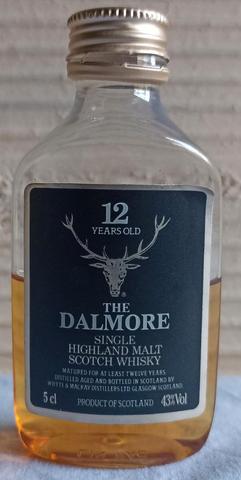 12
YEARS OLD
®
THE
DALMORE
SINGLE
HIGHLAND MALT
SCOTCH WHISKY
MATURED FOR AT LEAST TWELVE YEARS.
DISTILLED AGED AND BOTTLED IN SCOTLAND BY
WHYTE & MACKAY DISTILLERS LTD GLASGOW SCOTLAND.
5 cl PRODUCT OF SCOTLAND 43%Vol